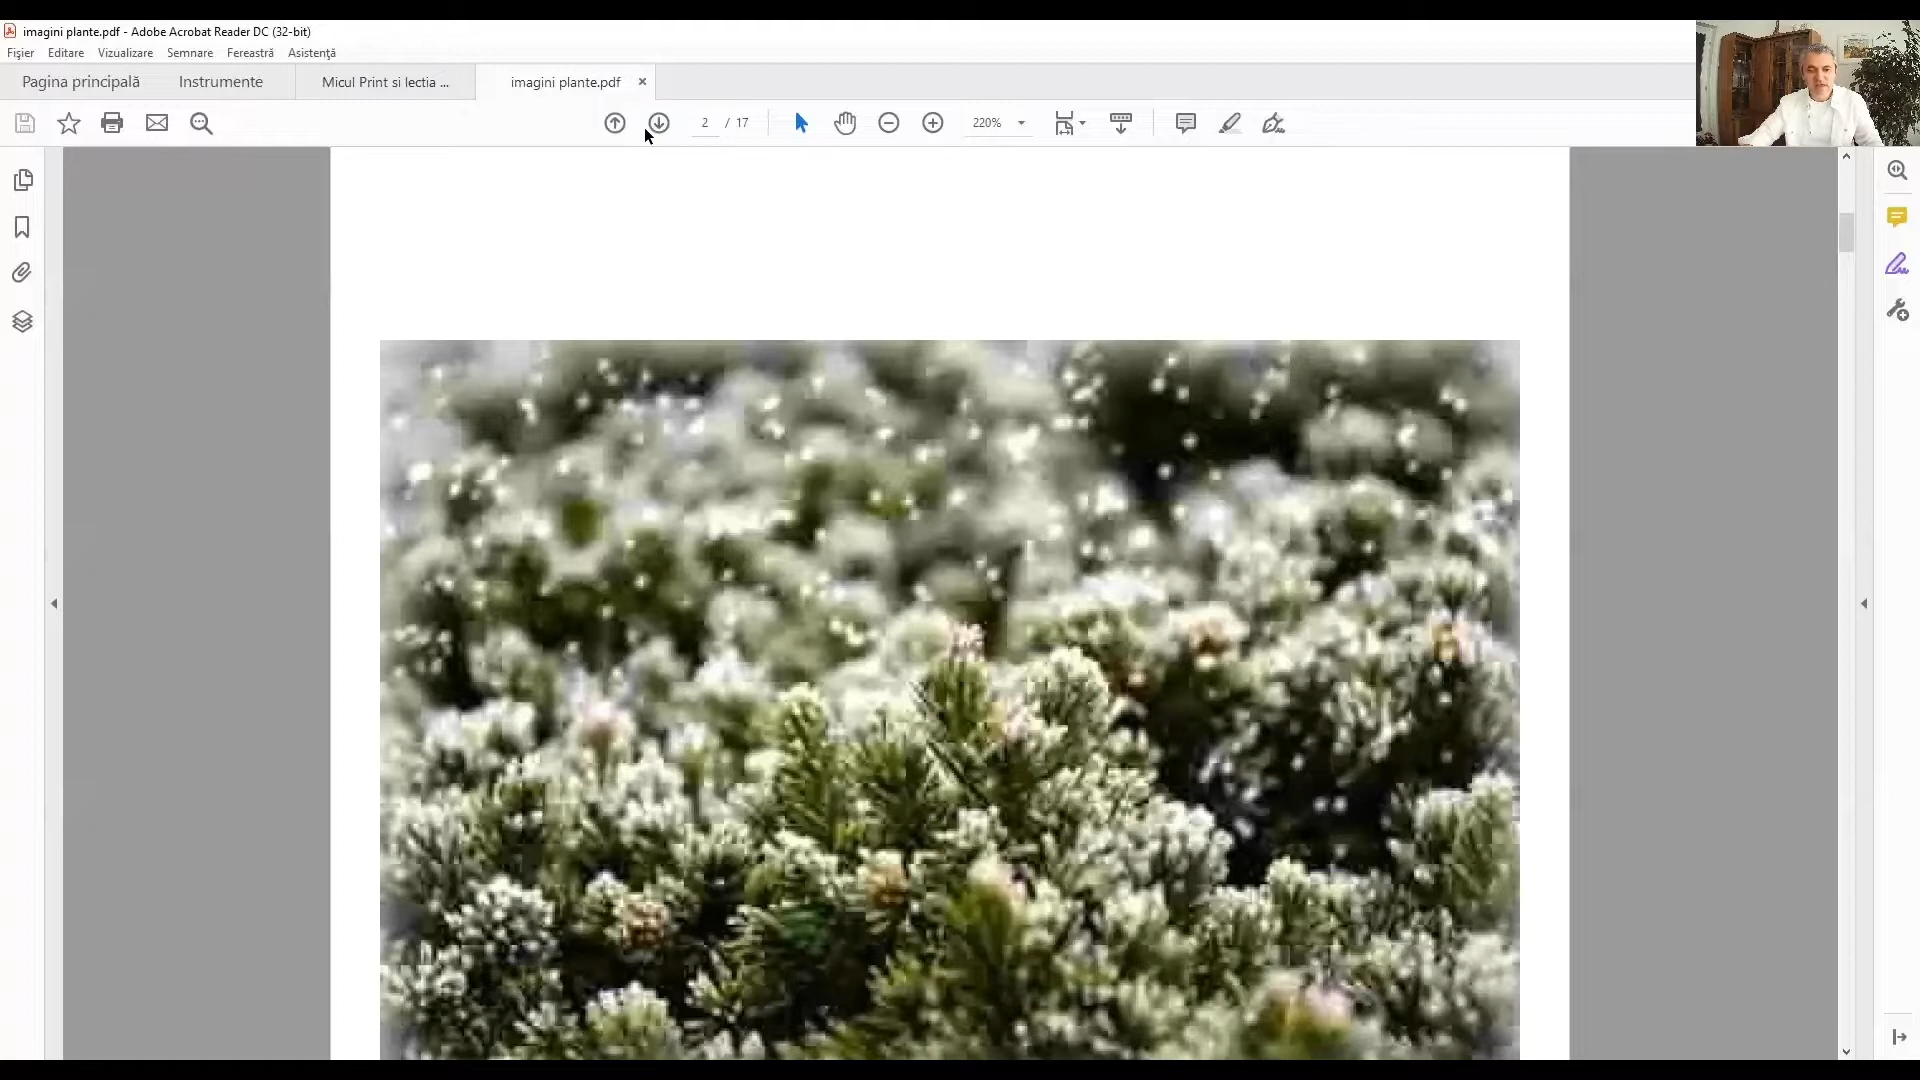 imagini plante.pdf - Adobe Acrobat Reader DC (32-bit)
Fișier Editare Vizualizare Semnare Fereastră Asistență
Pagina principală Instrumente Micul Print si lectia ... imagini plante.pdf ×
2 / 17 220%